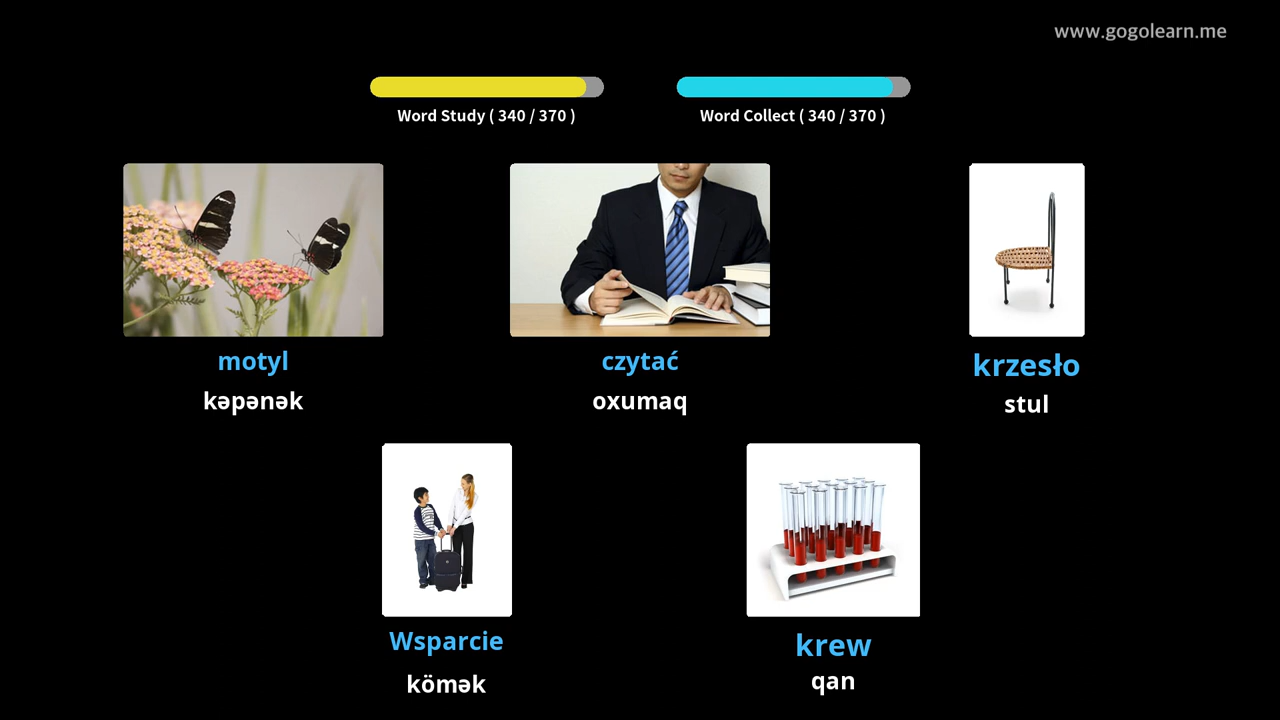 www.gogolearn.me
Word Study ( 340 / 370 )
Word Collect ( 340 / 370 )
motyl
kəpənək
czytać
oxumaq
krzesło
stul
Wsparcie
kömək
krew
qan